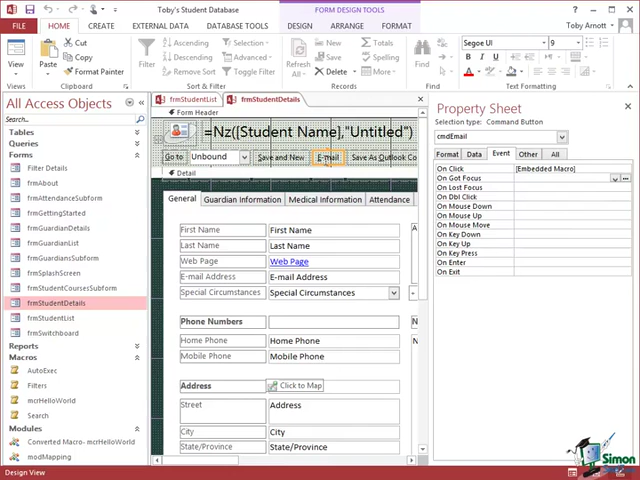 Toby's Student Database
FORM DESIGN TOOLS
FILE HOME CREATE EXTERNAL DATA DATABASE TOOLS DESIGN ARRANGE FORMAT
Toby Arnott
View
Paste
Cut
Copy
Format Painter
Filter
Ascending
Descending
Remove Sort
Selection
Advanced
Toggle Filter
Refresh All
New
Save
Delete
Totals
Spelling
More
Find
Segoe UI 9
B I U
Views
Clipboard
Sort & Filter
Records
Find
Text Formatting
All Access Objects
Search...
Tables
Queries
Forms
Filter Details
frmAbout
frmAttendanceSubform
frmGettingStarted
frmGuardianDetails
frmGuardianList
frmGuardiansSubform
frmSplashScreen
frmStudentCoursesSubform
frmStudentDetails
frmStudentList
frmSwitchboard
Reports
Macros
AutoExec
Filters
mcrHelloWorld
Search
Modules
Converted Macro- mcrHelloWorld
modMapping
frmStudentList frmStudentDetails
Form Header
=Nz([Student Name],"Untitled")
Go to Unbound Save and New E-mail Save As Outlook Co
Detail
General Guardian Information Medical Information Attendance
First Name First Name
Last Name Last Name
Web Page Web Page
E-mail Address E-mail Address
Special Circumstances Special Circumstances
Phone Numbers
Home Phone Home Phone
Mobile Phone Mobile Phone
Address Click to Map
Street Address
City City
State/Province State/Province
Property Sheet
Selection type: Command Button
cmdEmail
Format Data Event Other All
On Click [Embedded Macro]
On Got Focus
On Lost Focus
On Dbl Click
On Mouse Down
On Mouse Up
On Mouse Move
On Key Down
On Key Up
On Key Press
On Enter
On Exit
Design View
Simon